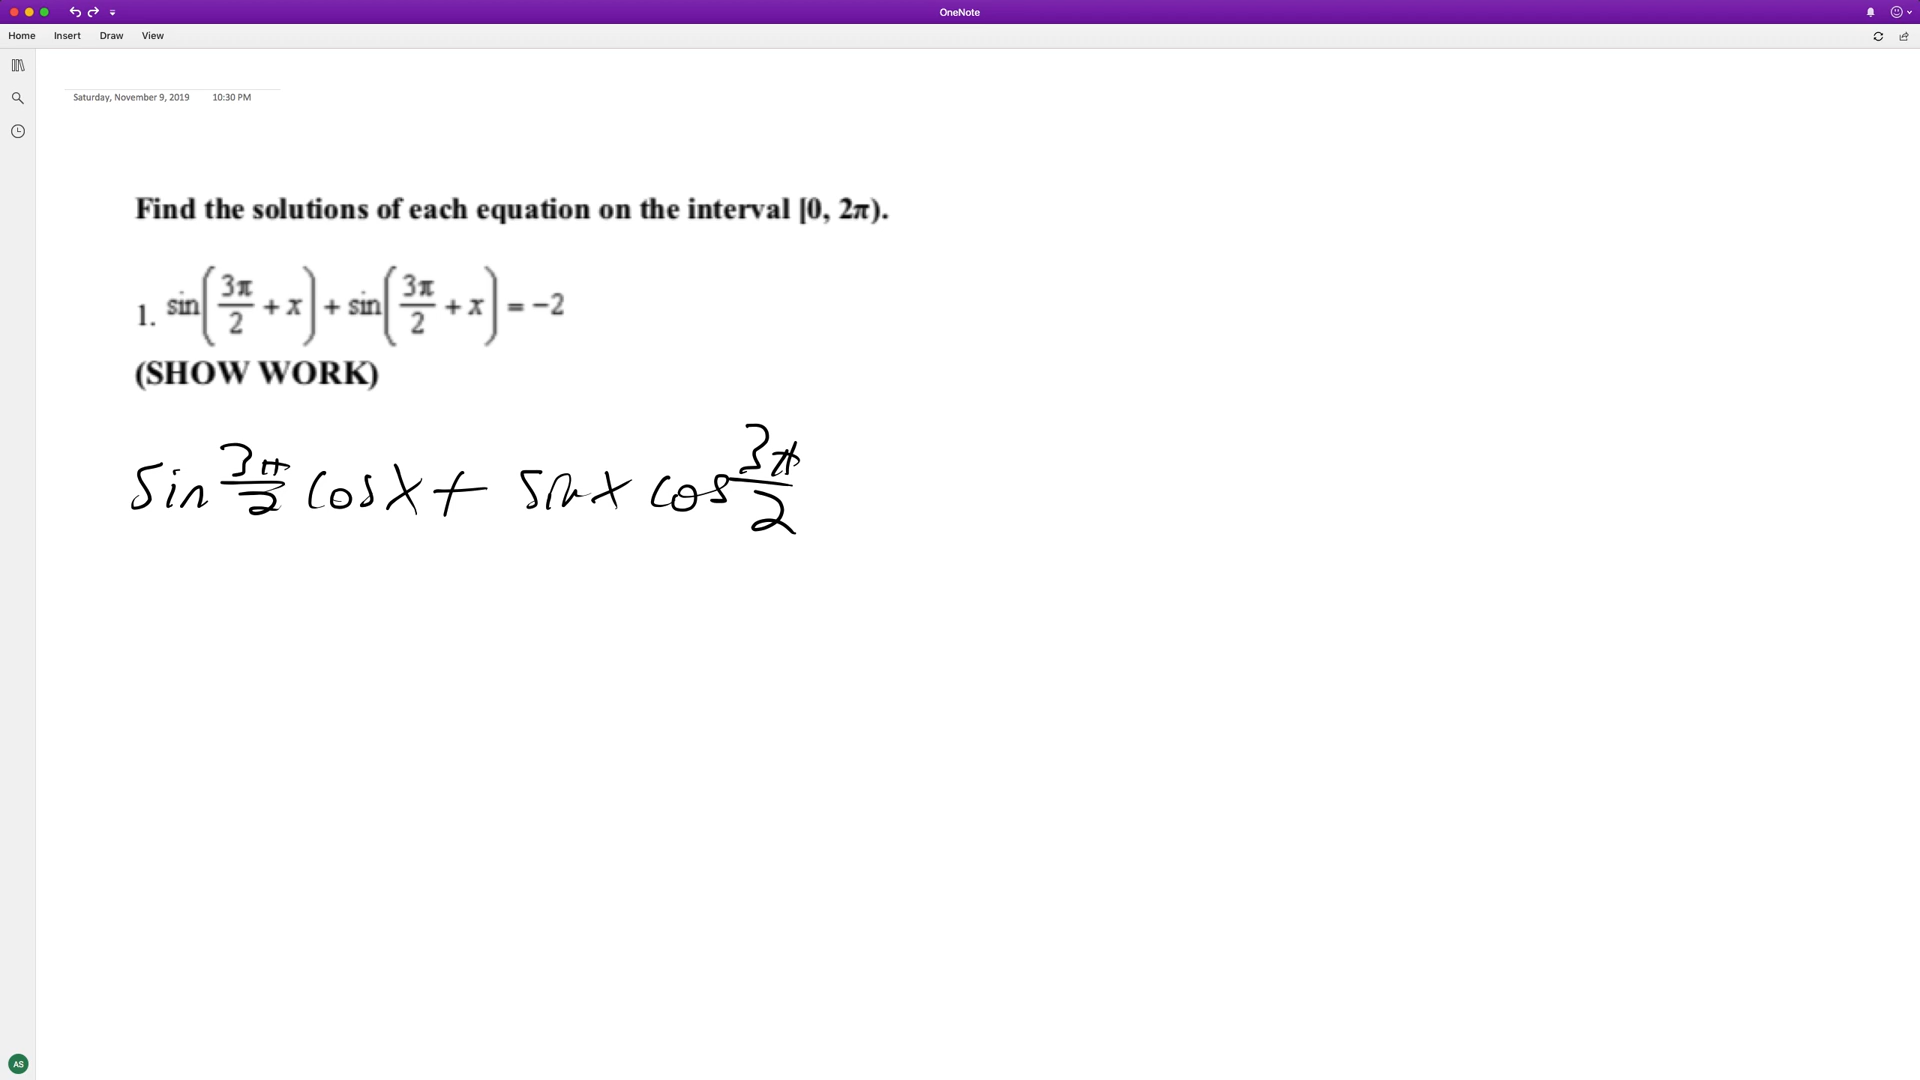 OneNote
Home Insert Draw View
Saturday, November 9, 2019 10:30 PM
Find the solutions of each equation on the interval [0, 2π).
1. sin(3π/2 + x) + sin(3π/2 + x) = −2
(SHOW WORK)
Sin 3π/2 cosx + sinx cos 3π/2
AS